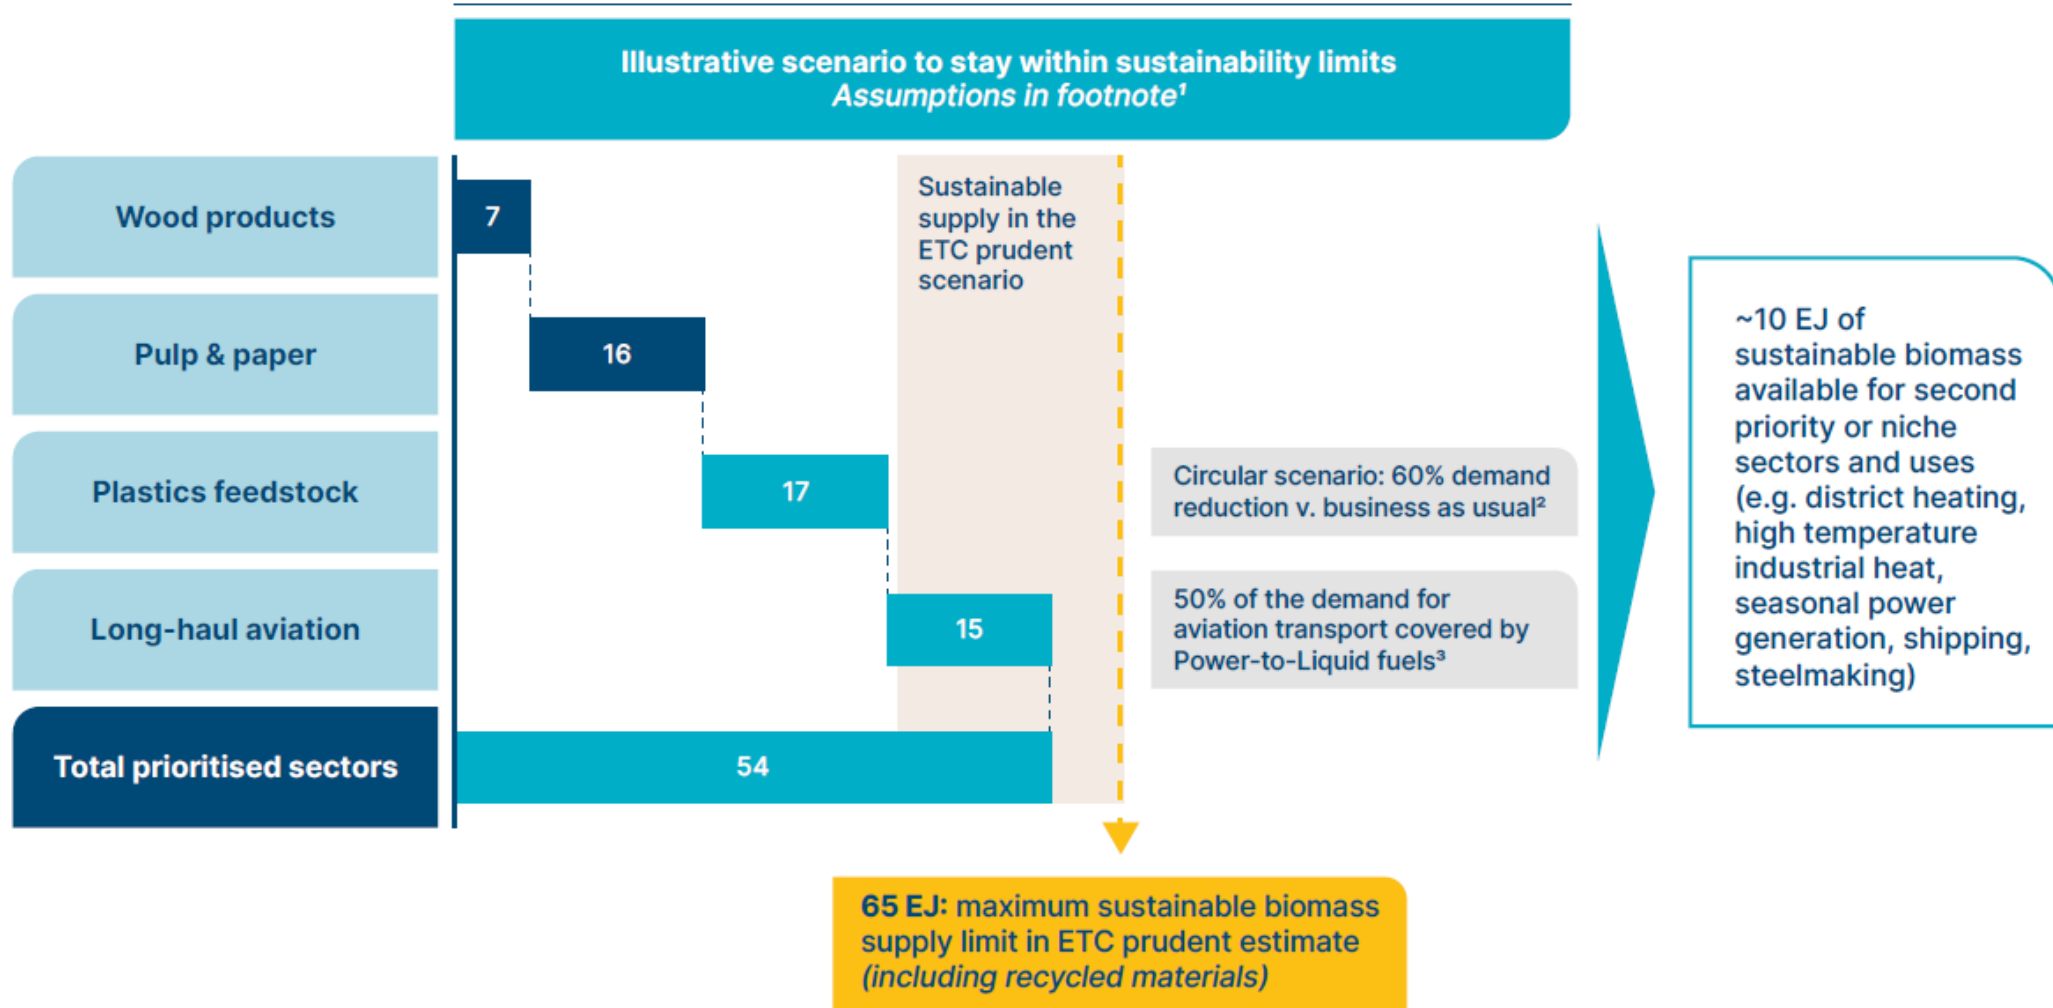 Illustrative scenario to stay within sustainability limits
Assumptions in footnote¹
Wood products
7
Sustainable
supply in the
ETC prudent
scenario
Pulp & paper
16
Plastics feedstock
17
Circular scenario: 60% demand
reduction v. business as usual²
Long-haul aviation
15
50% of the demand for
aviation transport covered by
Power-to-Liquid fuels³
Total prioritised sectors
54
~10 EJ of
sustainable biomass
available for second
priority or niche
sectors and uses
(e.g. district heating,
high temperature
industrial heat,
seasonal power
generation, shipping,
steelmaking)
65 EJ: maximum sustainable biomass
supply limit in ETC prudent estimate
(including recycled materials)